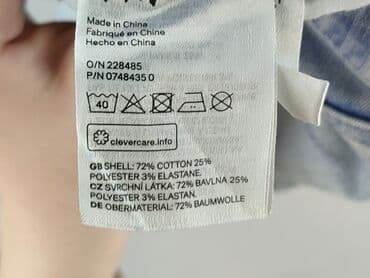 Made in China
Fabriqué en Chine
Hecho en China
O/N 228485
P/N 0748435 0
40
clevercare.info
GB SHELL: 72% COTTON 25%
POLYESTER 3% ELASTANE.
CZ SVRCHNÍ LÁTKA: 72% BAVLNA 25%
POLYESTER 3% ELASTAN.
DE OBERMATERIAL: 72% BAUMWOLLE